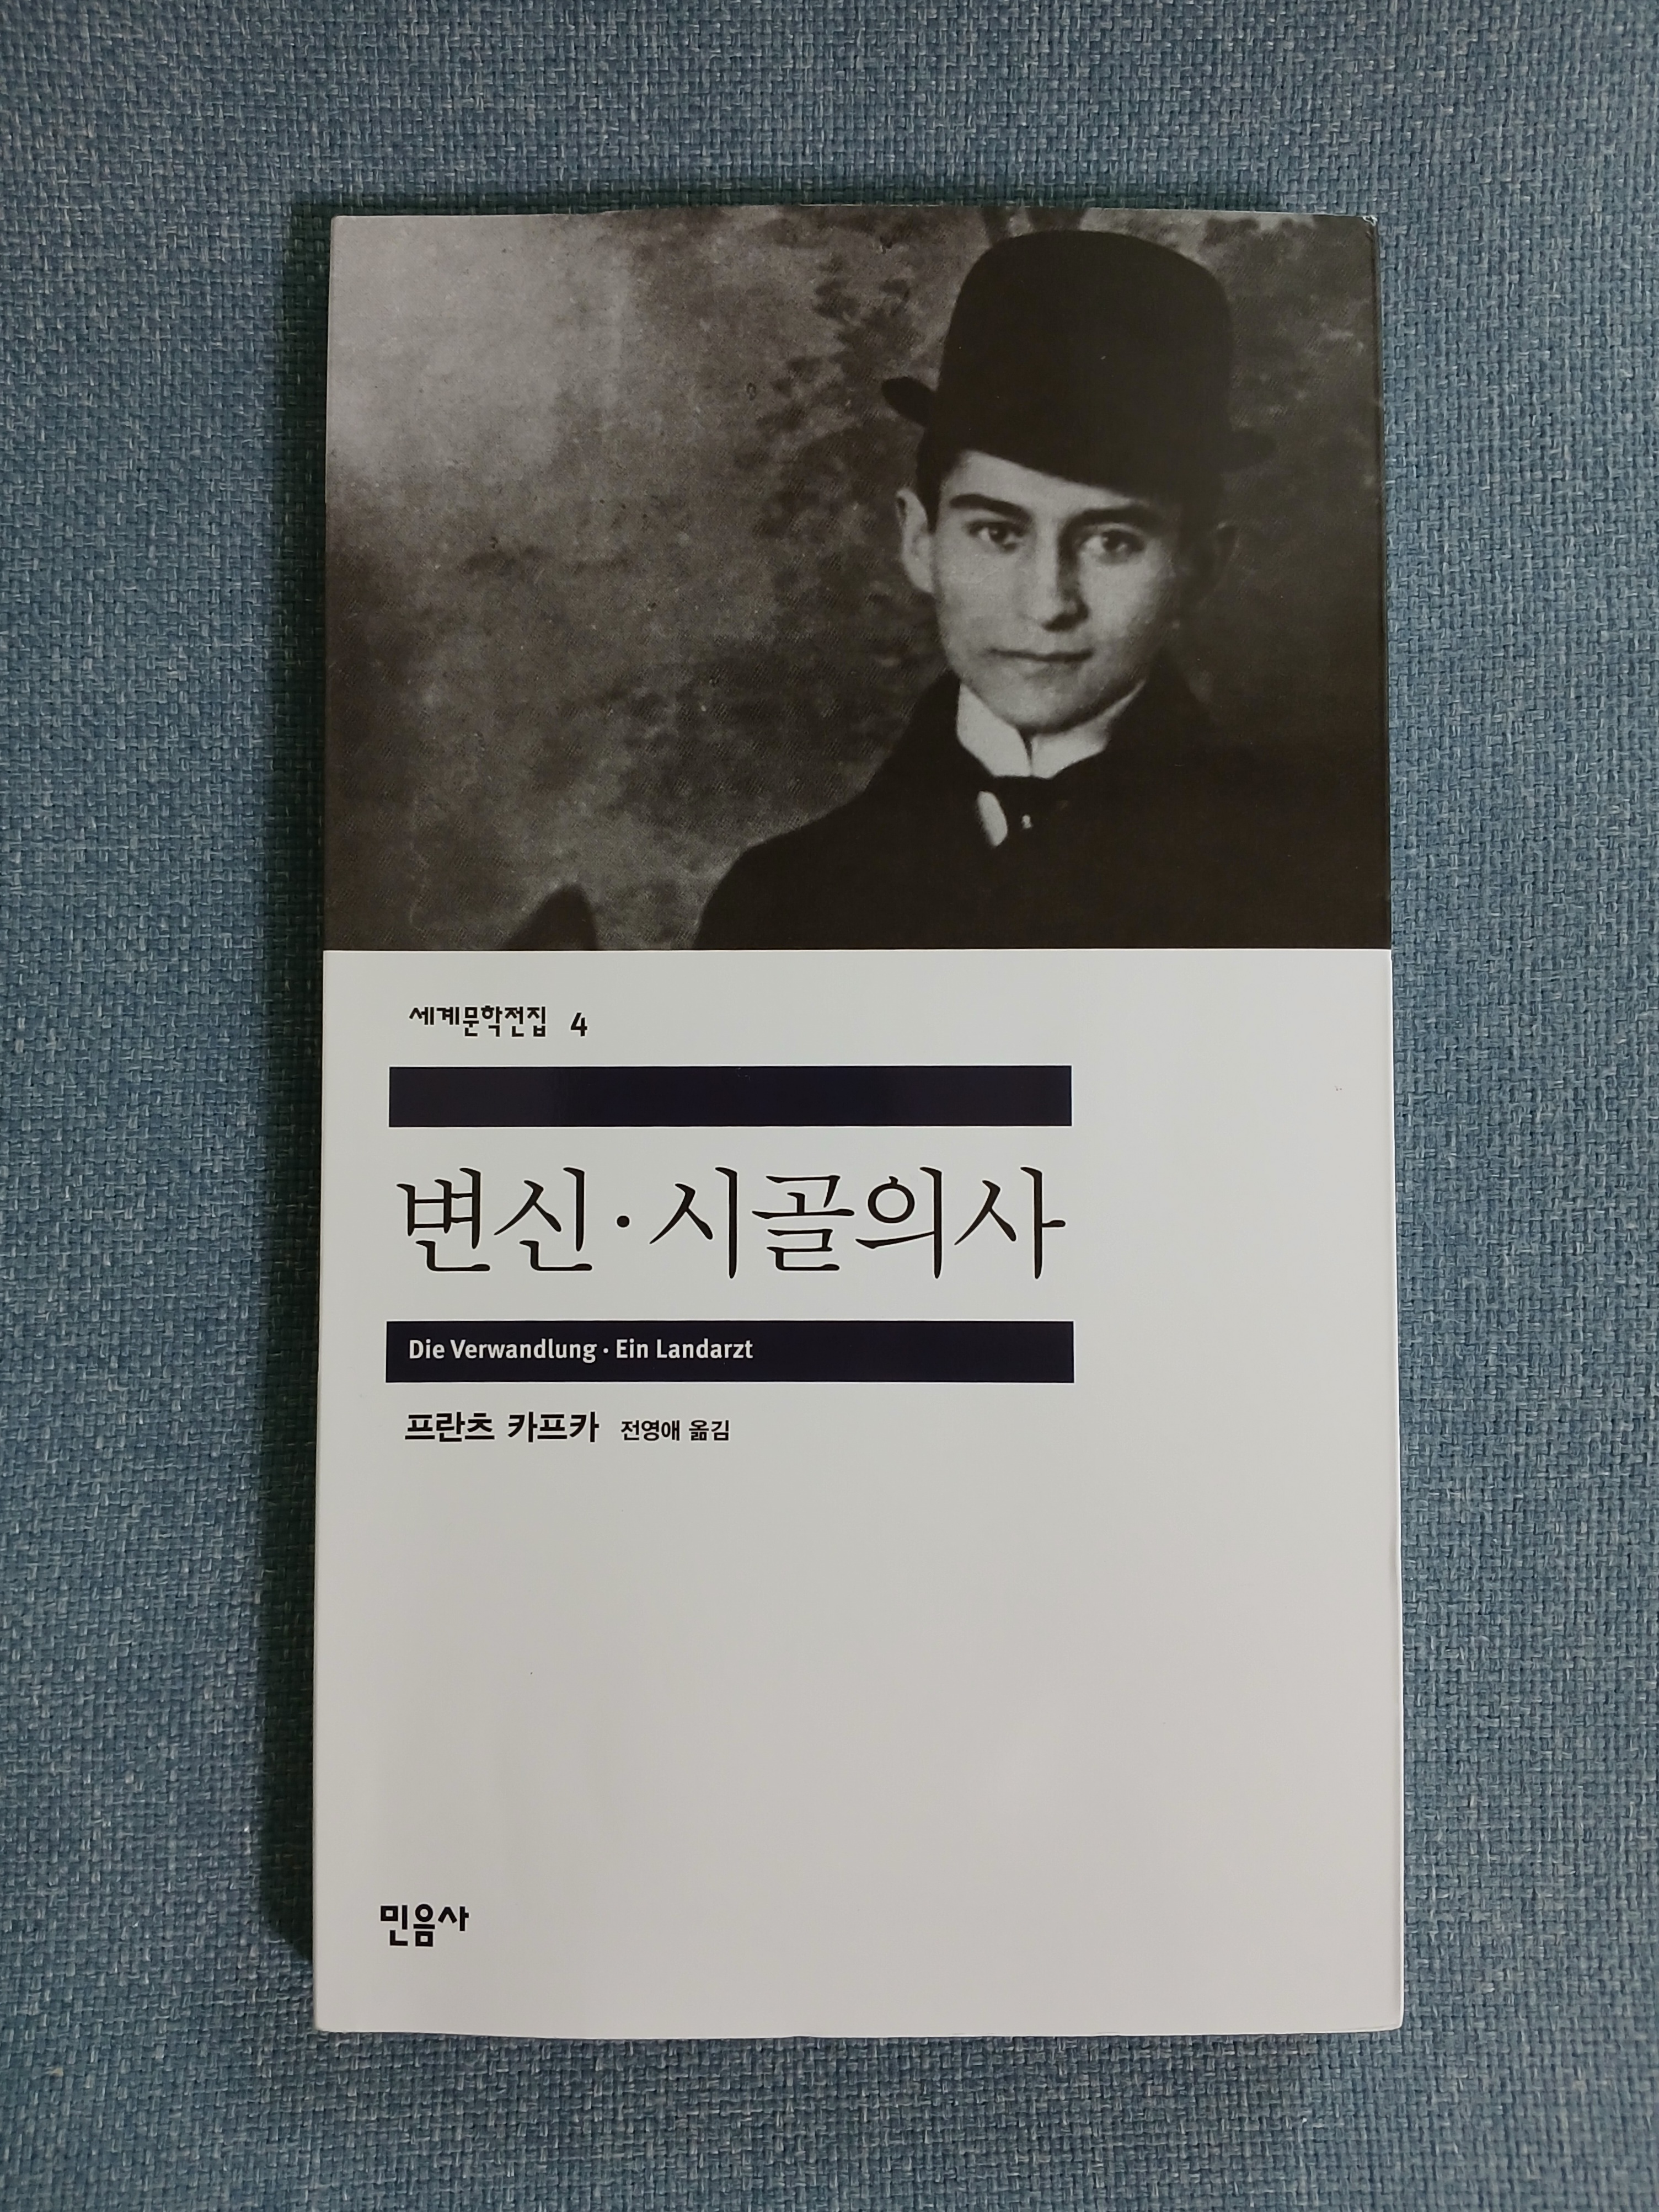 세계문학전집 4
변신·시골의사
Die Verwandlung · Ein Landarzt
프란츠 카프카 전영애 옮김
민음사